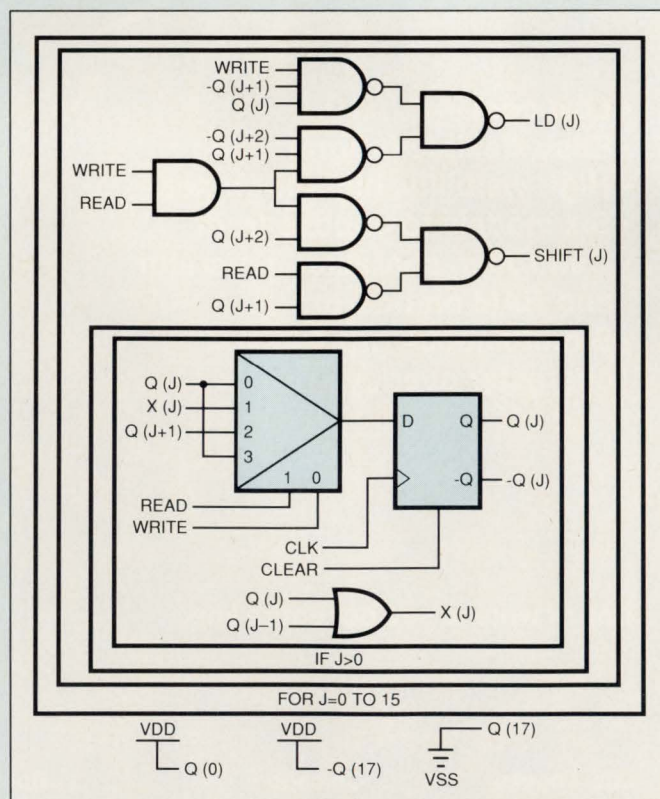 WRITE
-Q (J+1)
Q (J)
LD (J)
-Q (J+2)
Q (J+1)
WRITE
READ
Q (J+2)
SHIFT (J)
READ
Q (J+1)
Q (J)
0
X (J)
1
Q (J+1)
2
3
D
Q
Q (J)
-Q
-Q (J)
1 0
READ
WRITE
CLK
CLEAR
Q (J)
Q (J–1)
X (J)
IF J>0
FOR J=0 TO 15
VDD
Q (0)
VDD
-Q (17)
Q (17)
VSS